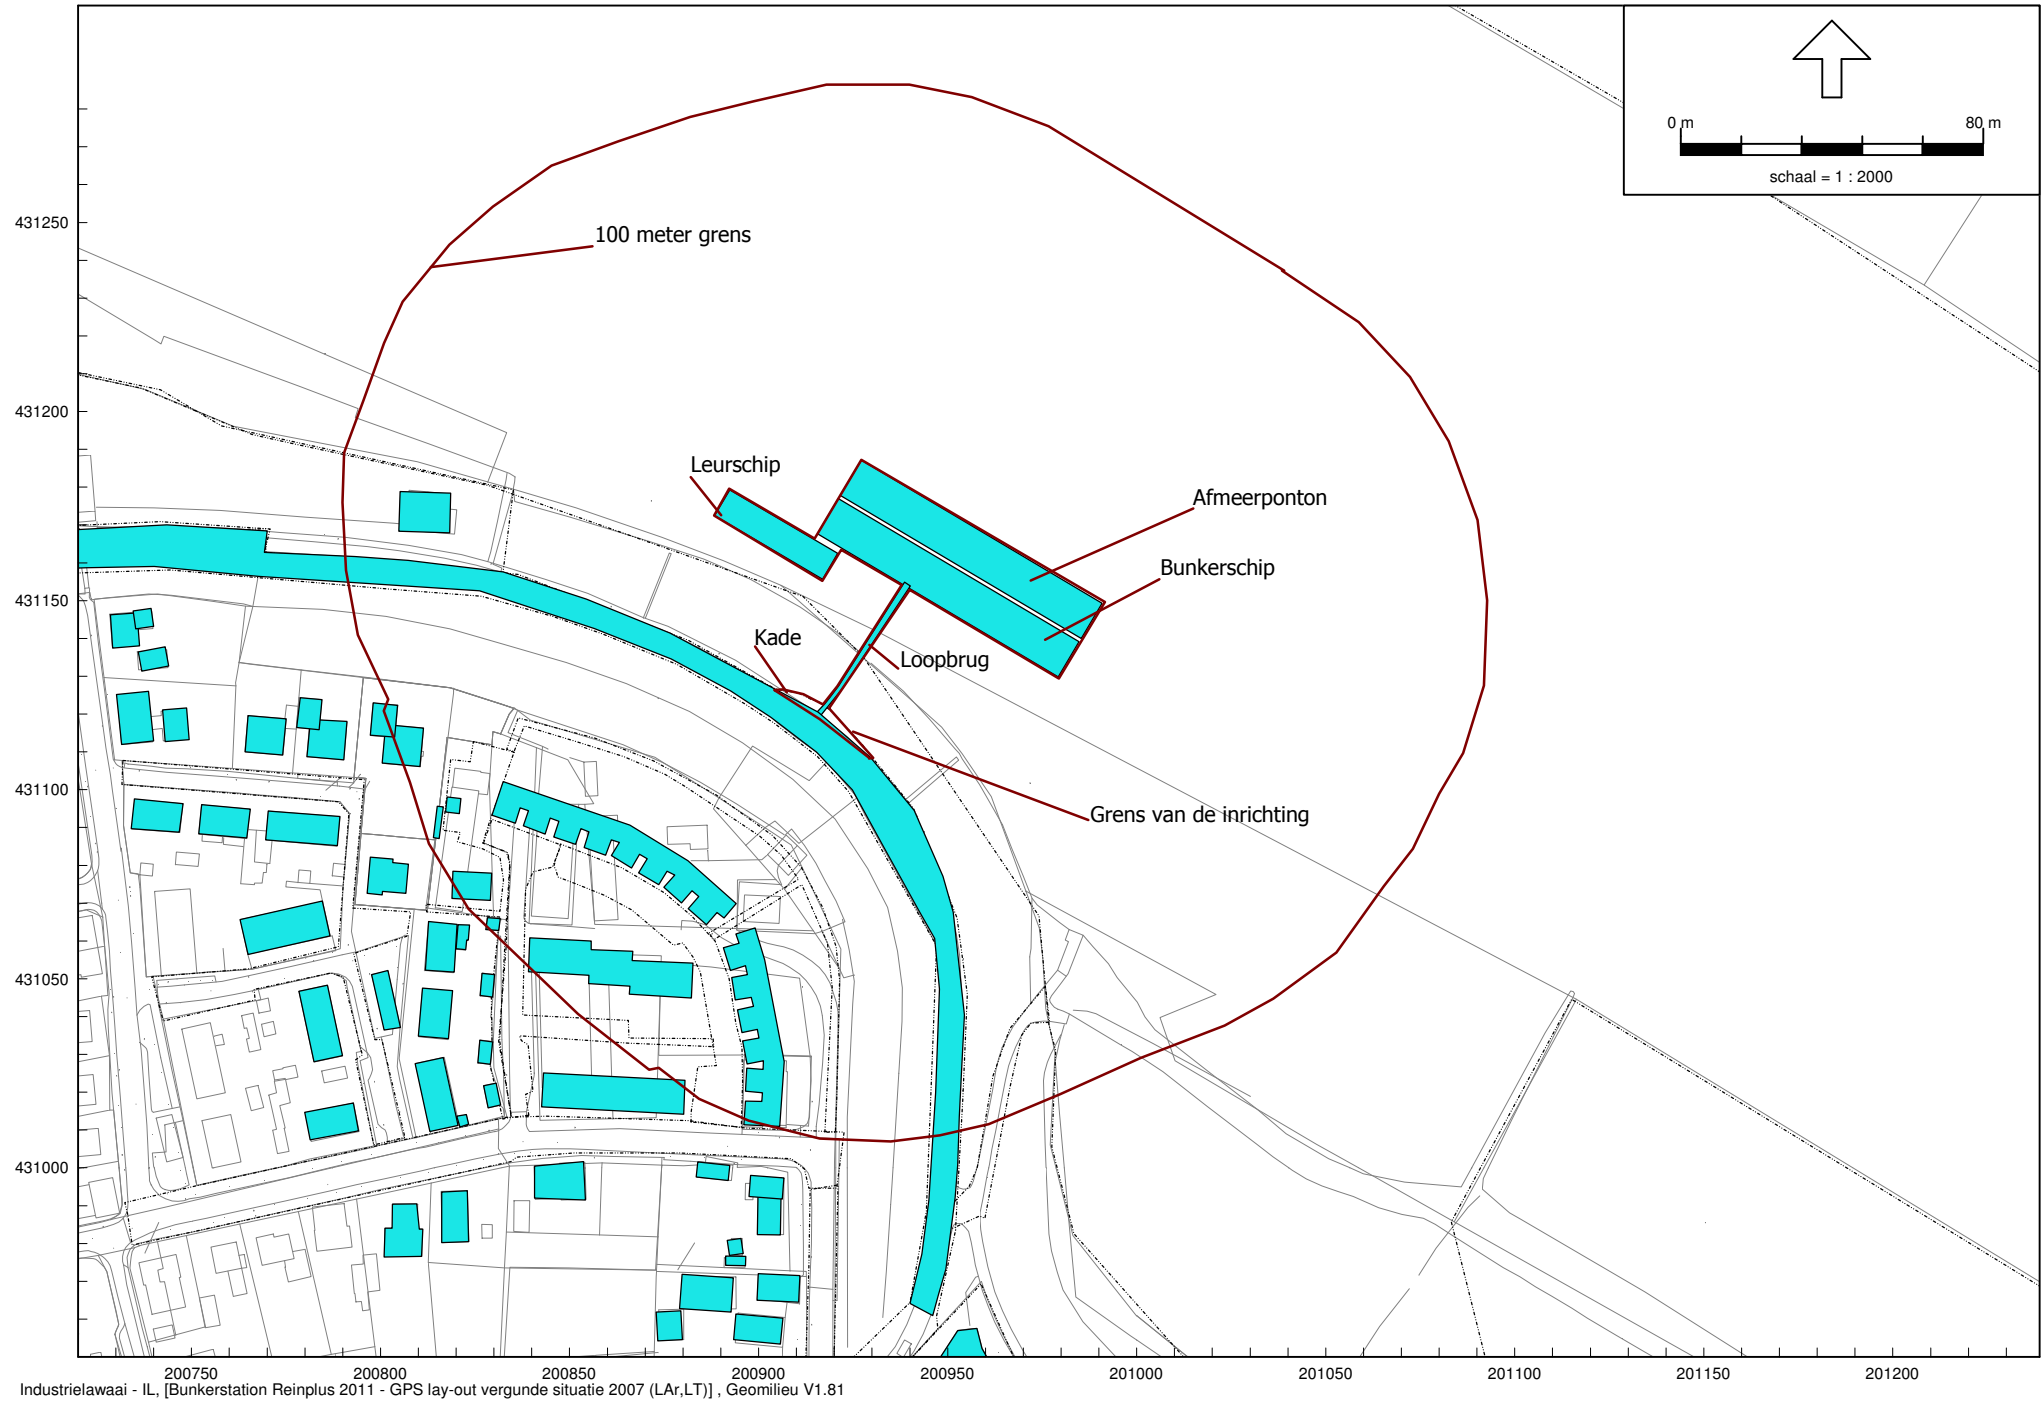 0 m 80 m
schaal = 1 : 2000
431250
100 meter grens
431200
Leurschip
Afmeerponton
Bunkerschip
431150
Kade
Loopbrug
Grens van de inrichting
431100
431050
431000
200750 200800 200850 200900 200950 201000 201050 201100 201150 201200
Industrielawaai - IL, [Bunkerstation Reinplus 2011 - GPS lay-out vergunde situatie 2007 (LAr,LT)] , Geomilieu V1.81